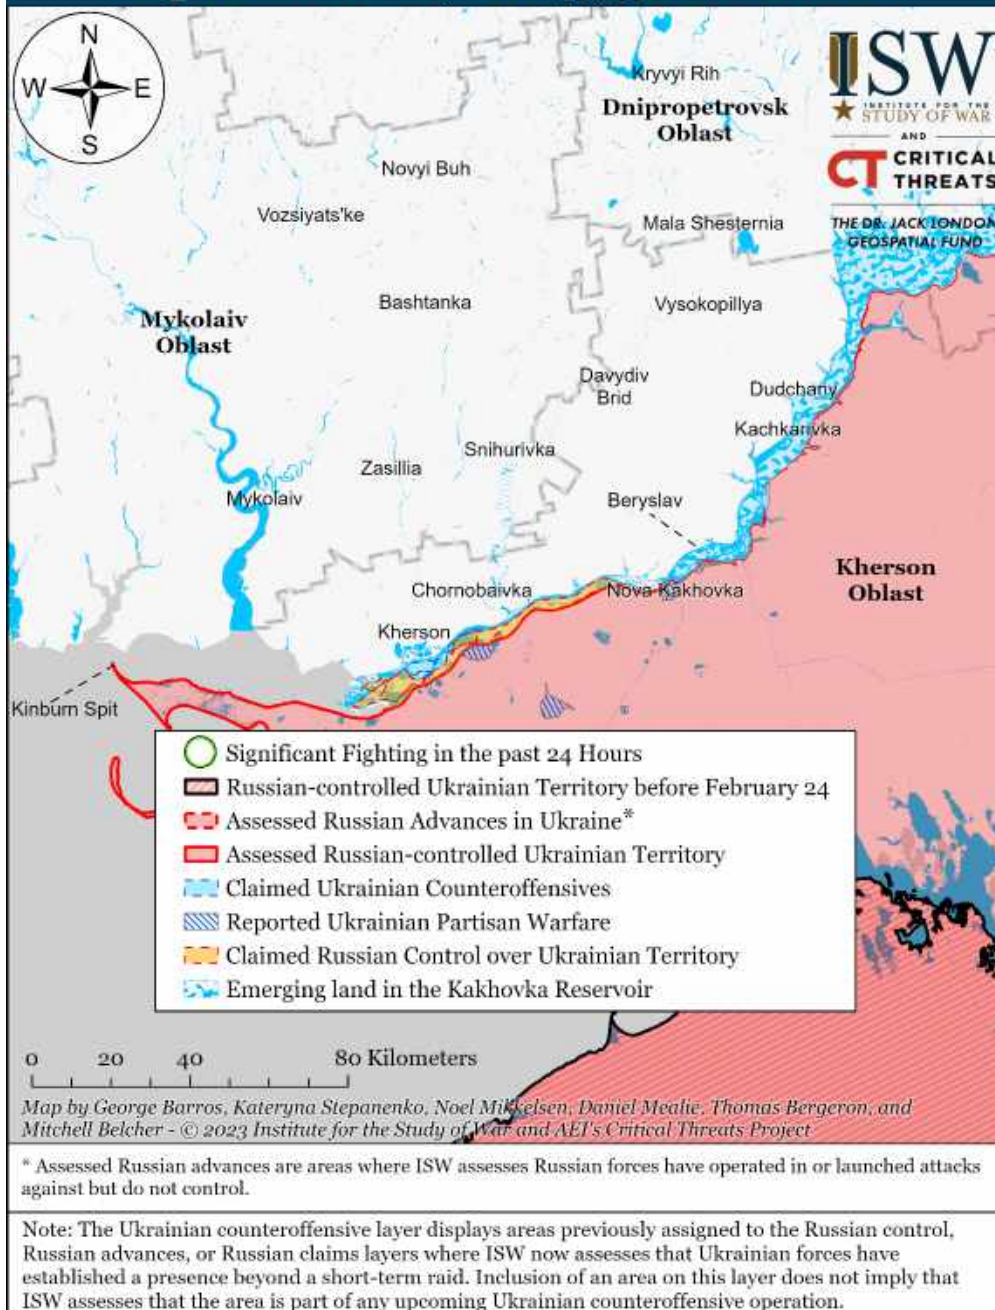 N
W E
S
Kryvyi Rih
Dnipropetrovsk
Oblast
ISW
INSTITUTE FOR THE
STUDY OF WAR
AND
CT CRITICAL
THREATS
THE DR. JACK LONDON
GEOSPATIAL FUND
Novyi Buh
Vozsiyats'ke
Mala Shesternia
Bashtanka
Vysokopillya
Mykolaiv
Oblast
Davydiv
Brid
Dudchany
Kachkarivka
Snihurivka
Zasillia
Mykolaiv
Beryslav
Kherson
Oblast
Chornobaivka
Nova Kakhovka
Kherson
Kinburn Spit
Significant Fighting in the past 24 Hours
Russian-controlled Ukrainian Territory before February 24
Assessed Russian Advances in Ukraine*
Assessed Russian-controlled Ukrainian Territory
Claimed Ukrainian Counteroffensives
Reported Ukrainian Partisan Warfare
Claimed Russian Control over Ukrainian Territory
Emerging land in the Kakhovka Reservoir
0 20 40 80 Kilometers
Map by George Barros, Kateryna Stepanenko, Noel Mikkelsen, Daniel Mealie, Thomas Bergeron, and
Mitchell Belcher - © 2023 Institute for the Study of War and AEI's Critical Threats Project
* Assessed Russian advances are areas where ISW assesses Russian forces have operated in or launched attacks
against but do not control.
Note: The Ukrainian counteroffensive layer displays areas previously assigned to the Russian control,
Russian advances, or Russian claims layers where ISW now assesses that Ukrainian forces have
established a presence beyond a short-term raid. Inclusion of an area on this layer does not imply that
ISW assesses that the area is part of any upcoming Ukrainian counteroffensive operation.